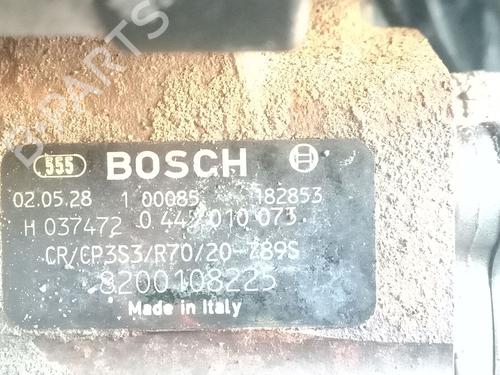 B-PARTS
555 BOSCH
02.05.28 1 00085 182853
H 037472 0 445 010 073
CR/CP3S3/R70/20-789S
8200108225
Made in Italy